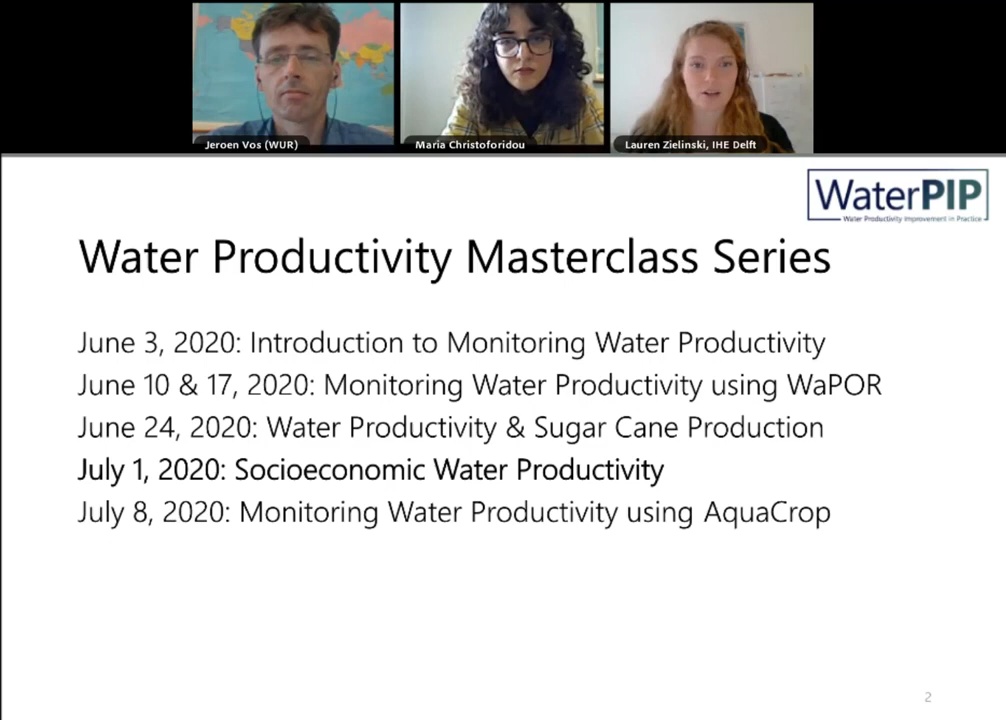 Jeroen Vos (WUR)
Maria Christoforidou
Lauren Zielinski, IHE Delft
WaterPIP
Water Productivity Improvement in Practice
Water Productivity Masterclass Series
June 3, 2020: Introduction to Monitoring Water Productivity
June 10 & 17, 2020: Monitoring Water Productivity using WaPOR
June 24, 2020: Water Productivity & Sugar Cane Production
July 1, 2020: Socioeconomic Water Productivity
July 8, 2020: Monitoring Water Productivity using AquaCrop
2